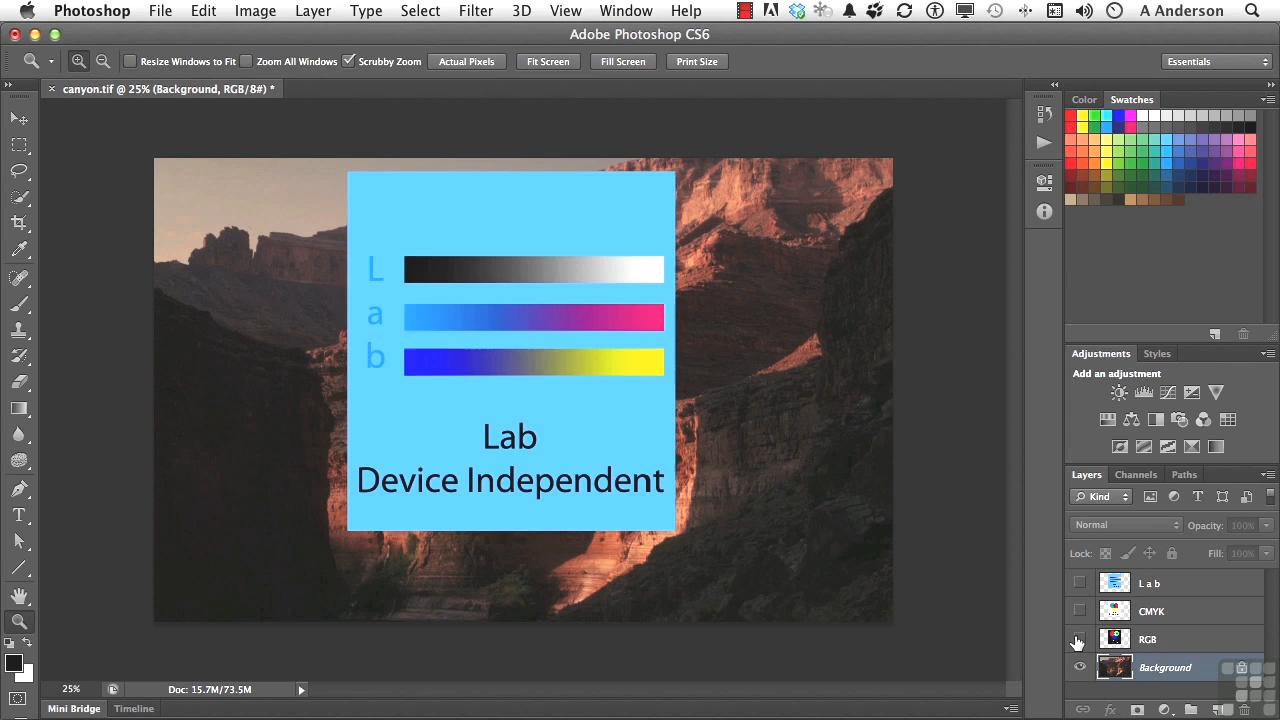 Photoshop File Edit Image Layer Type Select Filter 3D View Window Help A Anderson
Adobe Photoshop CS6
Resize Windows to Fit Zoom All Windows Scrubby Zoom Actual Pixels Fit Screen Fill Screen Print Size Essentials
canyon.tif @ 25% (Background, RGB/8#) *
Color Swatches
L
a
b
Lab
Device Independent
Adjustments Styles
Add an adjustment
Layers Channels Paths
Kind
Normal Opacity: 100%
Lock: Fill: 100%
L a b
CMYK
RGB
Background
25% Doc: 15.7M/73.5M
Mini Bridge Timeline